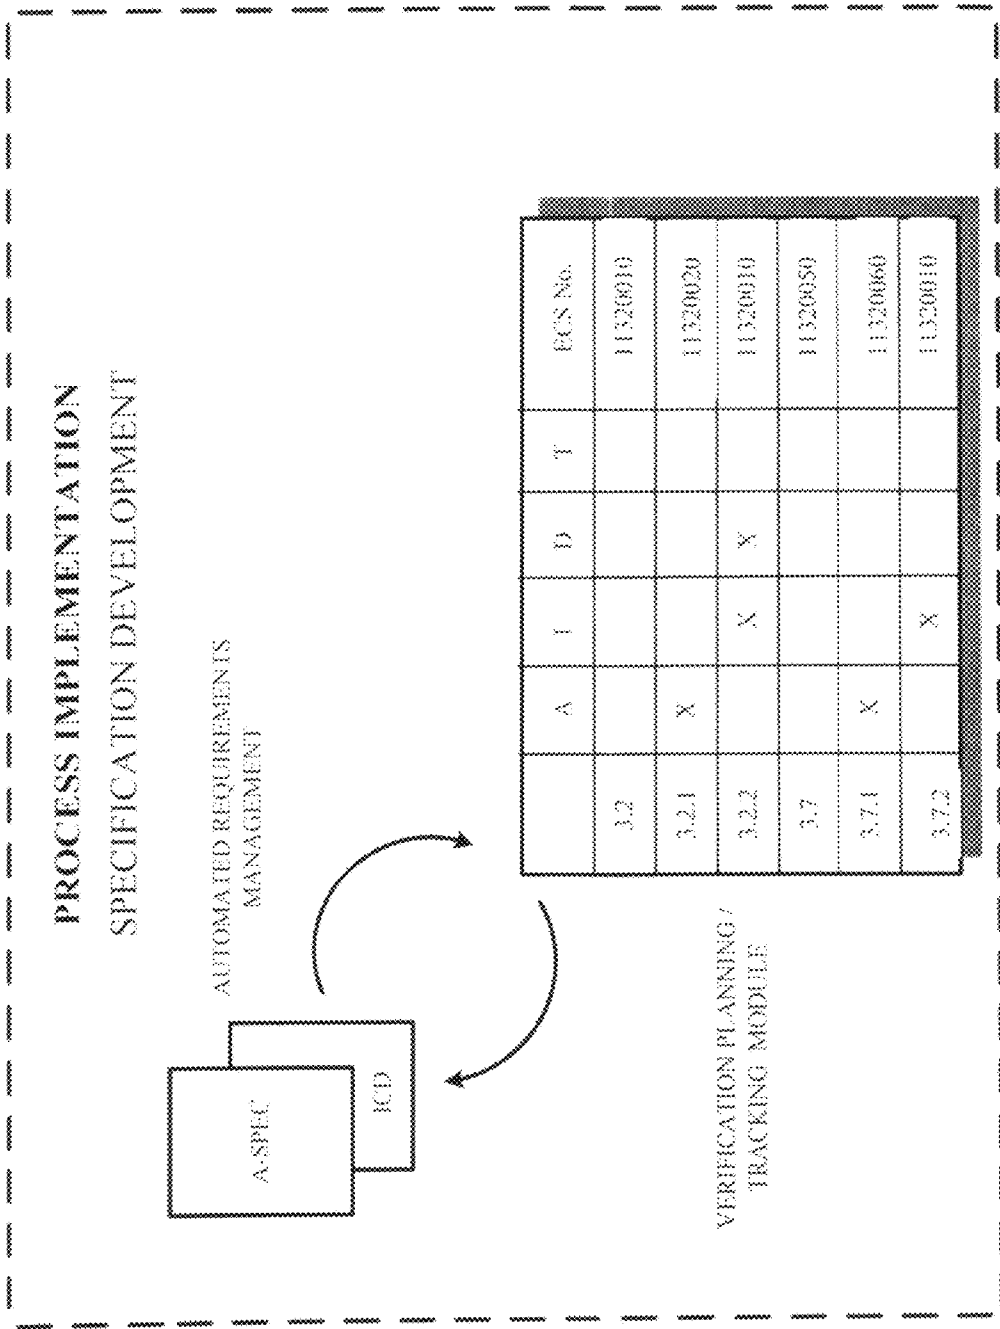 PROCESS IMPLEMENTATION
SPECIFICATION DEVELOPMENT
AUTOMATED REQUIREMENTS
MANAGEMENT
A-SPEC
ICD
VERIFICATION PLANNING /
TRACKING MODULE
A I D T ECS No.
3.2 11320010
3.2.1 X 11320020
3.2.2 X X 11320010
3.7 11320050
3.7.1 X 11320060
3.7.2 X 11320010